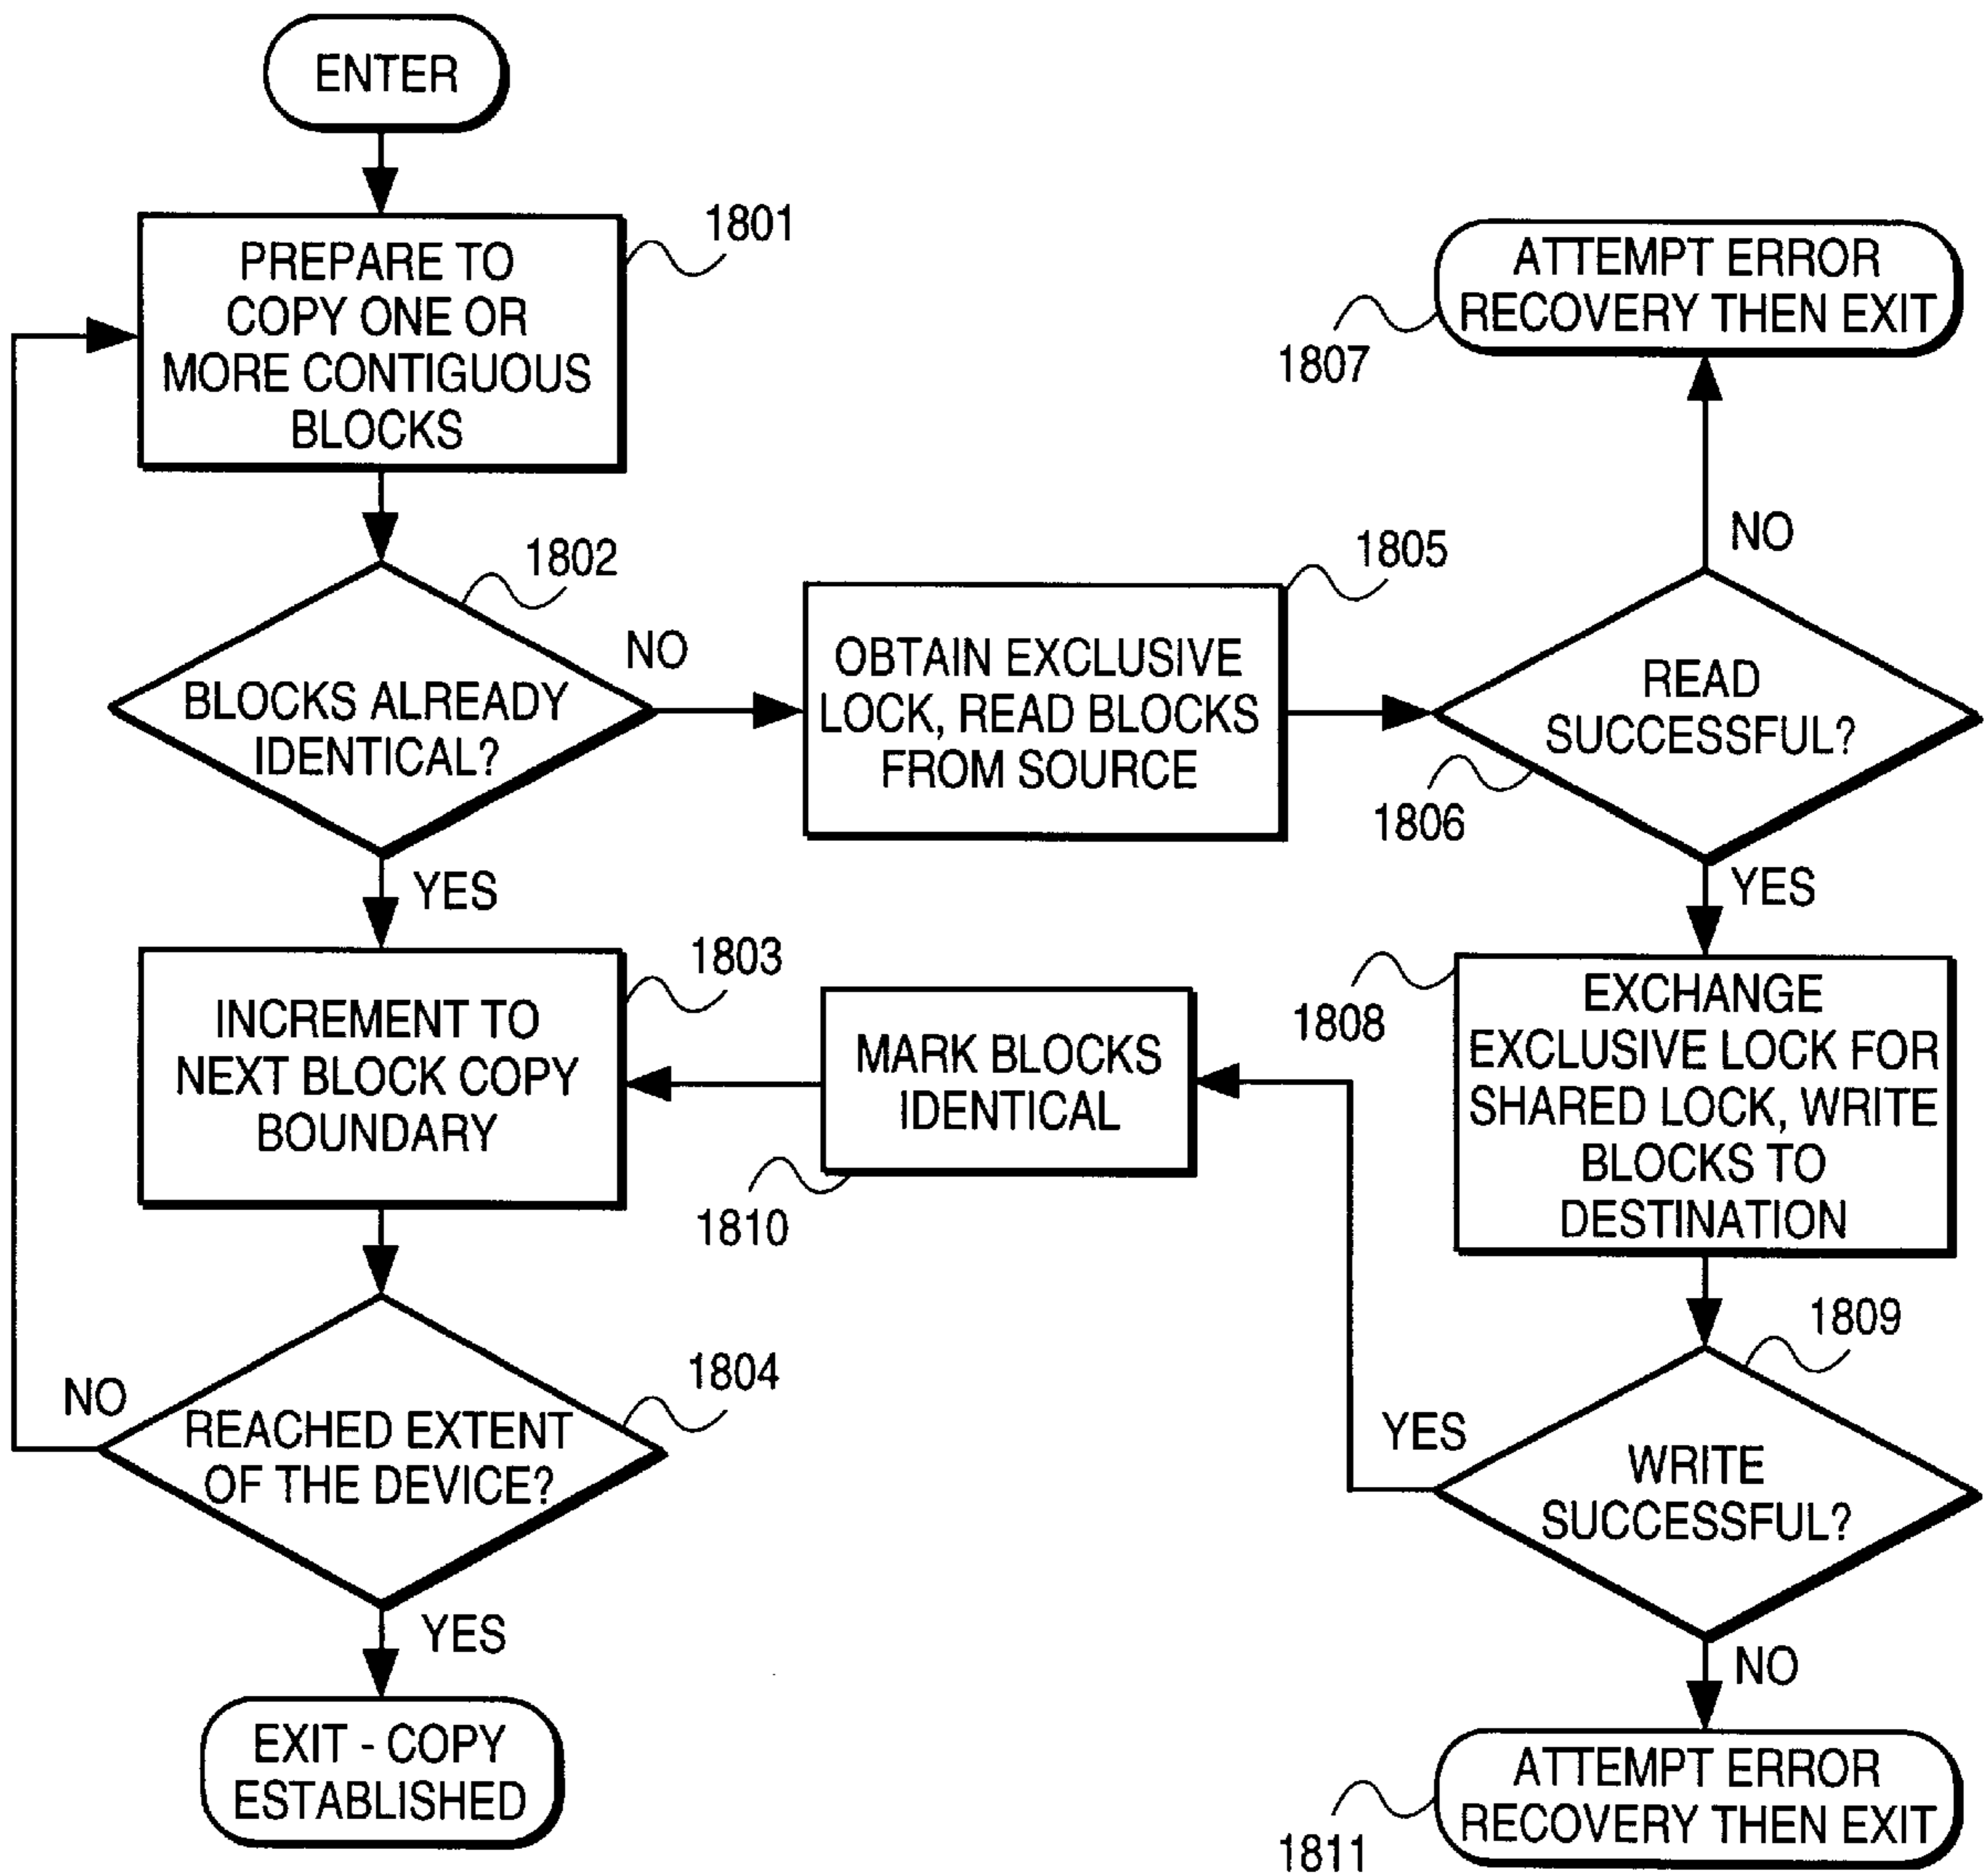 ENTER
1801
PREPARE TO
COPY ONE OR
MORE CONTIGUOUS
BLOCKS
1802
BLOCKS ALREADY
IDENTICAL?
NO
YES
1805
OBTAIN EXCLUSIVE
LOCK, READ BLOCKS
FROM SOURCE
READ
SUCCESSFUL?
1806
NO
YES
ATTEMPT ERROR
RECOVERY THEN EXIT
1807
1808
EXCHANGE
EXCLUSIVE LOCK FOR
SHARED LOCK, WRITE
BLOCKS TO
DESTINATION
1809
WRITE
SUCCESSFUL?
YES
NO
ATTEMPT ERROR
RECOVERY THEN EXIT
1811
MARK BLOCKS
IDENTICAL
1810
1803
INCREMENT TO
NEXT BLOCK COPY
BOUNDARY
1804
REACHED EXTENT
OF THE DEVICE?
NO
YES
EXIT - COPY
ESTABLISHED